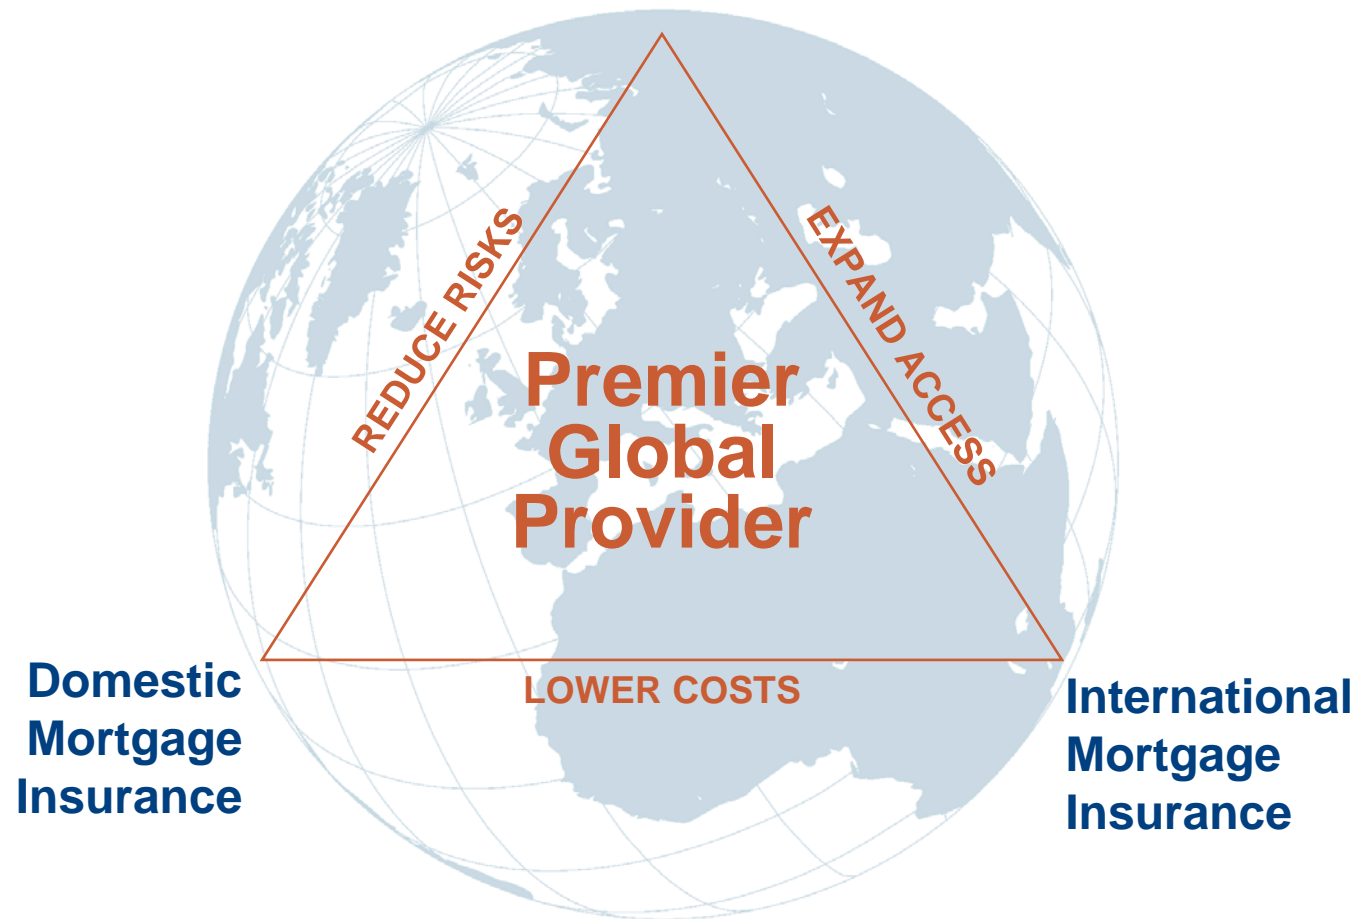 REDUCE RISKS
EXPAND ACCESS
Premier
Global
Provider
LOWER COSTS
Domestic
Mortgage
Insurance
International
Mortgage
Insurance